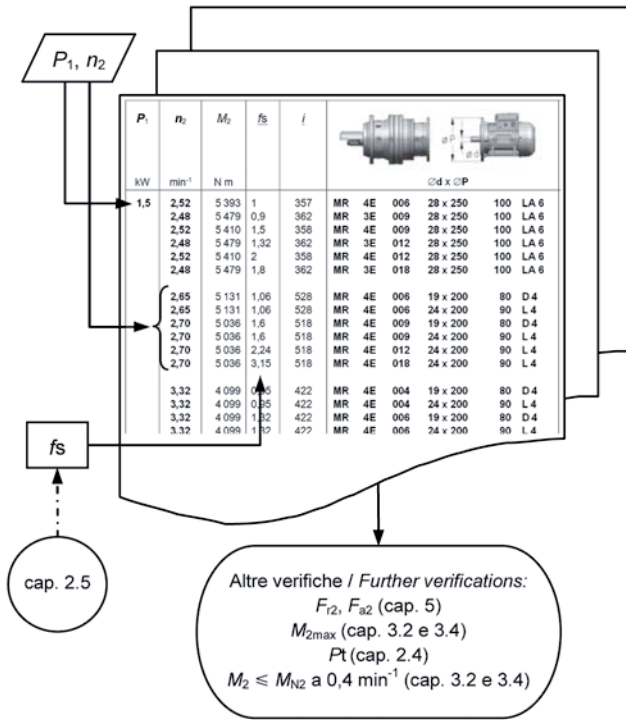 P1, n2
P1 n2 M2 fs i
kW min-1 N m Ød x ØP
Ø P
Ø d
1,5 2,52 5 393 1 357 MR 4E 006 28 x 250 100 LA 6
2,48 5 479 0,9 362 MR 3E 009 28 x 250 100 LA 6
2,52 5 410 1,5 358 MR 4E 009 28 x 250 100 LA 6
2,48 5 479 1,32 362 MR 3E 012 28 x 250 100 LA 6
2,52 5 410 2 358 MR 4E 012 28 x 250 100 LA 6
2,48 5 479 1,8 362 MR 3E 018 28 x 250 100 LA 6
2,65 5 131 1,06 528 MR 4E 006 19 x 200 80 D 4
2,65 5 131 1,06 528 MR 4E 006 24 x 200 90 L 4
2,70 5 036 1,6 518 MR 4E 009 19 x 200 80 D 4
2,70 5 036 1,6 518 MR 4E 009 24 x 200 90 L 4
2,70 5 036 2,24 518 MR 4E 012 24 x 200 90 L 4
2,70 5 036 3,15 518 MR 4E 018 24 x 200 90 L 4
3,32 4 099 0,95 422 MR 4E 004 19 x 200 80 D 4
3,32 4 099 0,95 422 MR 4E 004 24 x 200 90 L 4
3,32 4 099 1,32 422 MR 4E 006 19 x 200 80 D 4
3,32 4 099 1,32 422 MR 4E 006 24 x 200 90 L 4
fs
cap. 2.5
Altre verifiche / Further verifications:
Fr2, Fa2 (cap. 5)
M2max (cap. 3.2 e 3.4)
Pt (cap. 2.4)
M2 ≤ MN2 a 0,4 min-1 (cap. 3.2 e 3.4)